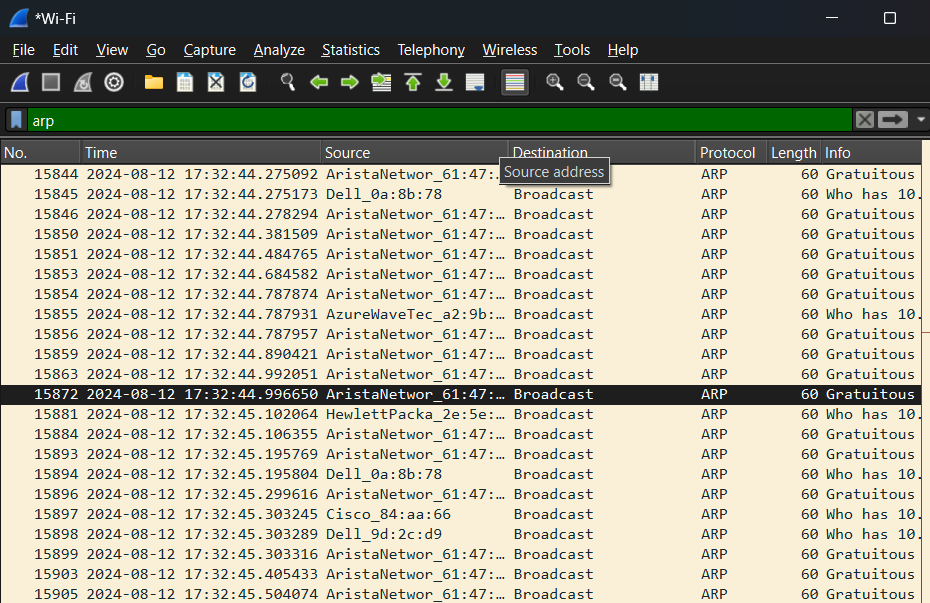 *Wi-Fi
File Edit View Go Capture Analyze Statistics Telephony Wireless Tools Help
arp
No. Time Source Destination Protocol Length Info
Source address
15844 2024-08-12 17:32:44.275092 AristaNetwor_61:47:… ARP 60 Gratuitous
15845 2024-08-12 17:32:44.275173 Dell_0a:8b:78 Broadcast ARP 60 Who has 10.
15846 2024-08-12 17:32:44.278294 AristaNetwor_61:47:… Broadcast ARP 60 Gratuitous
15850 2024-08-12 17:32:44.381509 AristaNetwor_61:47:… Broadcast ARP 60 Gratuitous
15851 2024-08-12 17:32:44.484765 AristaNetwor_61:47:… Broadcast ARP 60 Gratuitous
15853 2024-08-12 17:32:44.684582 AristaNetwor_61:47:… Broadcast ARP 60 Gratuitous
15854 2024-08-12 17:32:44.787874 AristaNetwor_61:47:… Broadcast ARP 60 Gratuitous
15855 2024-08-12 17:32:44.787931 AzureWaveTec_a2:9b:… Broadcast ARP 60 Who has 10.
15856 2024-08-12 17:32:44.787957 AristaNetwor_61:47:… Broadcast ARP 60 Gratuitous
15859 2024-08-12 17:32:44.890421 AristaNetwor_61:47:… Broadcast ARP 60 Gratuitous
15863 2024-08-12 17:32:44.992051 AristaNetwor_61:47:… Broadcast ARP 60 Gratuitous
15872 2024-08-12 17:32:44.996650 AristaNetwor_61:47:… Broadcast ARP 60 Gratuitous
15881 2024-08-12 17:32:45.102064 HewlettPacka_2e:5e:… Broadcast ARP 60 Who has 10.
15884 2024-08-12 17:32:45.106355 AristaNetwor_61:47:… Broadcast ARP 60 Gratuitous
15893 2024-08-12 17:32:45.195769 AristaNetwor_61:47:… Broadcast ARP 60 Gratuitous
15894 2024-08-12 17:32:45.195804 Dell_0a:8b:78 Broadcast ARP 60 Who has 10.
15896 2024-08-12 17:32:45.299616 AristaNetwor_61:47:… Broadcast ARP 60 Gratuitous
15897 2024-08-12 17:32:45.303245 Cisco_84:aa:66 Broadcast ARP 60 Who has 10.
15898 2024-08-12 17:32:45.303289 Dell_9d:2c:d9 Broadcast ARP 60 Who has 10.
15899 2024-08-12 17:32:45.303316 AristaNetwor_61:47:… Broadcast ARP 60 Gratuitous
15903 2024-08-12 17:32:45.405433 AristaNetwor_61:47:… Broadcast ARP 60 Gratuitous
15905 2024-08-12 17:32:45.504074 AristaNetwor_61:47:… Broadcast ARP 60 Gratuitous